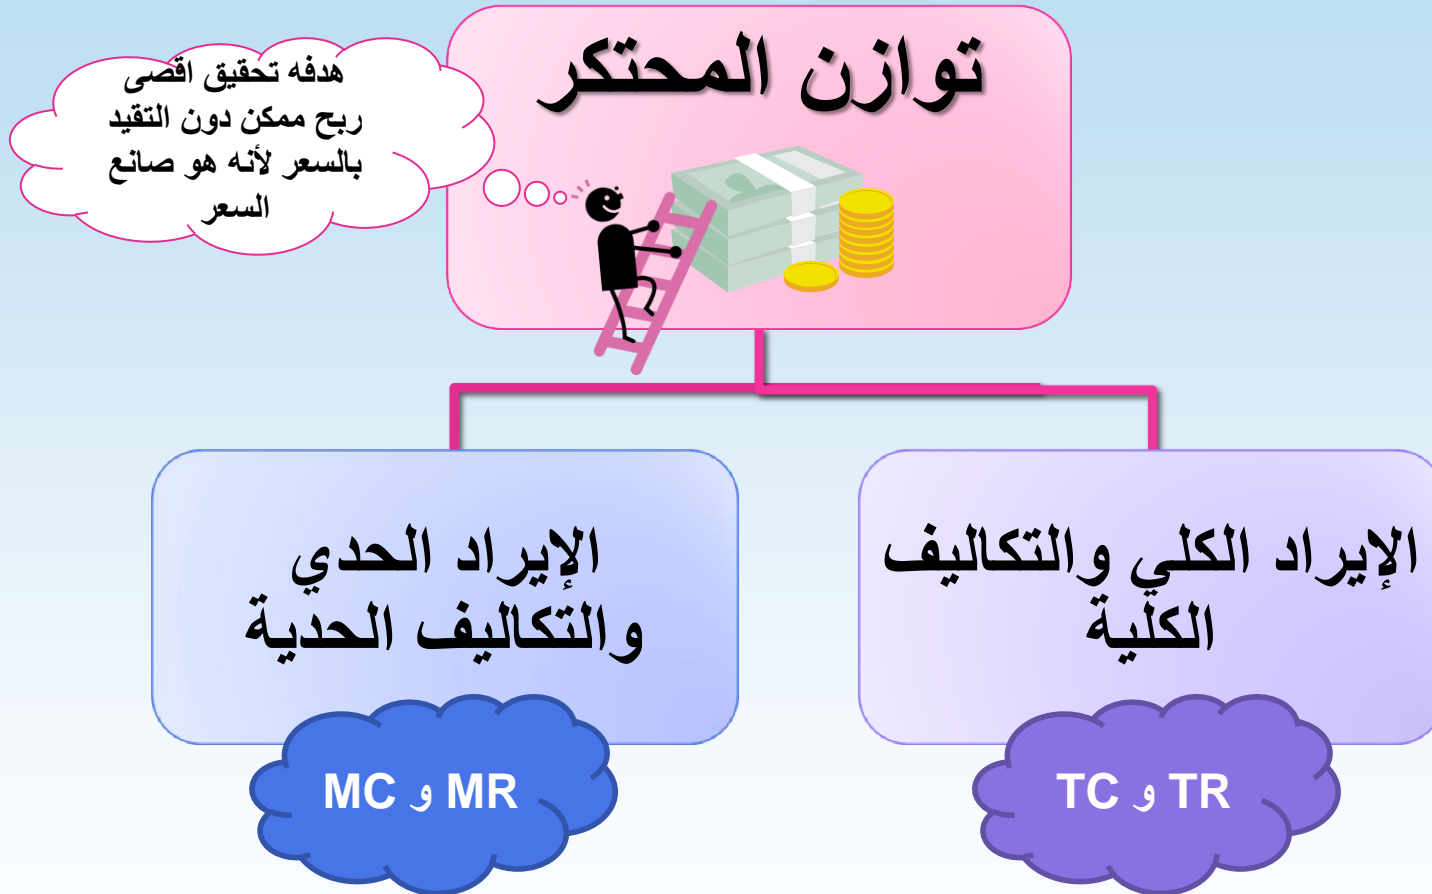 توازن المحتكر
هدفه تحقيق اقصى
ربح ممكن دون التقيد
بالسعر لأنه هو صانع
السعر
الإيراد الكلي والتكاليف
الكلية
TR و TC
الإيراد الحدي
والتكاليف الحدية
MR و MC